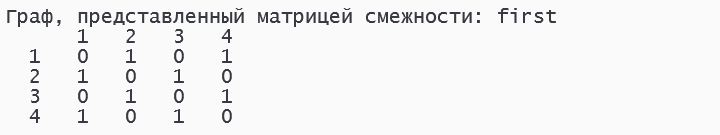 Граф, представленный матрицей смежности: first
1 2 3 4
1 0 1 0 1
2 1 0 1 0
3 0 1 0 1
4 1 0 1 0